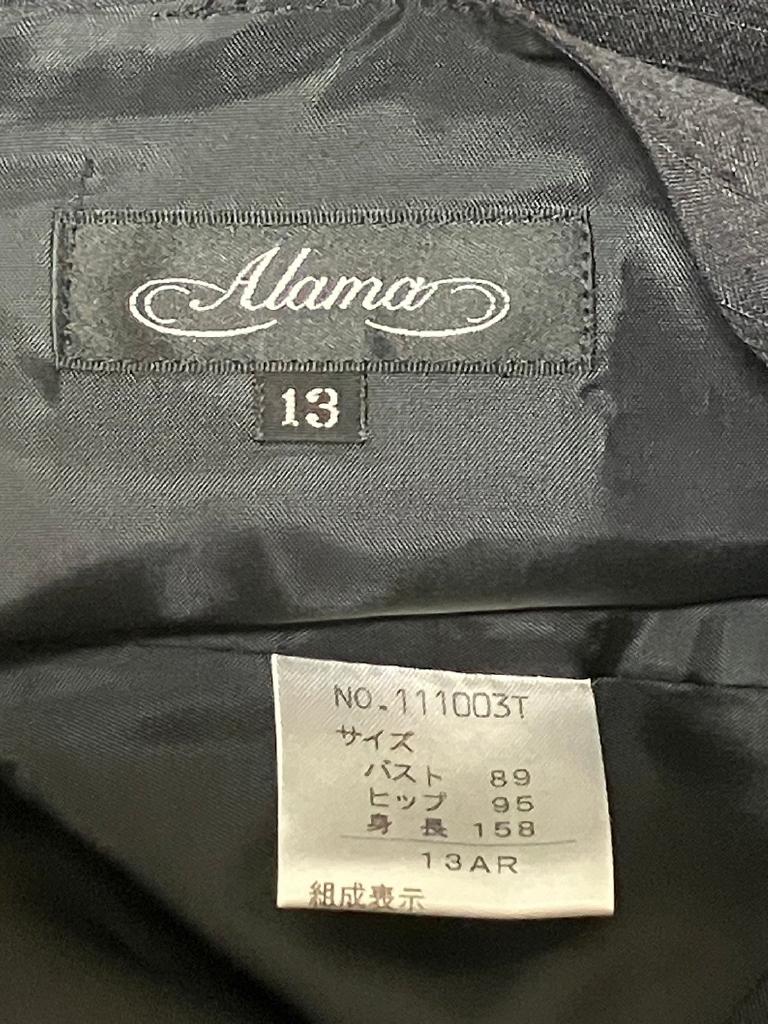 Alama
13
NO.111003T
サイズ
バスト 89
ヒップ 95
身長 158
13AR
組成表示